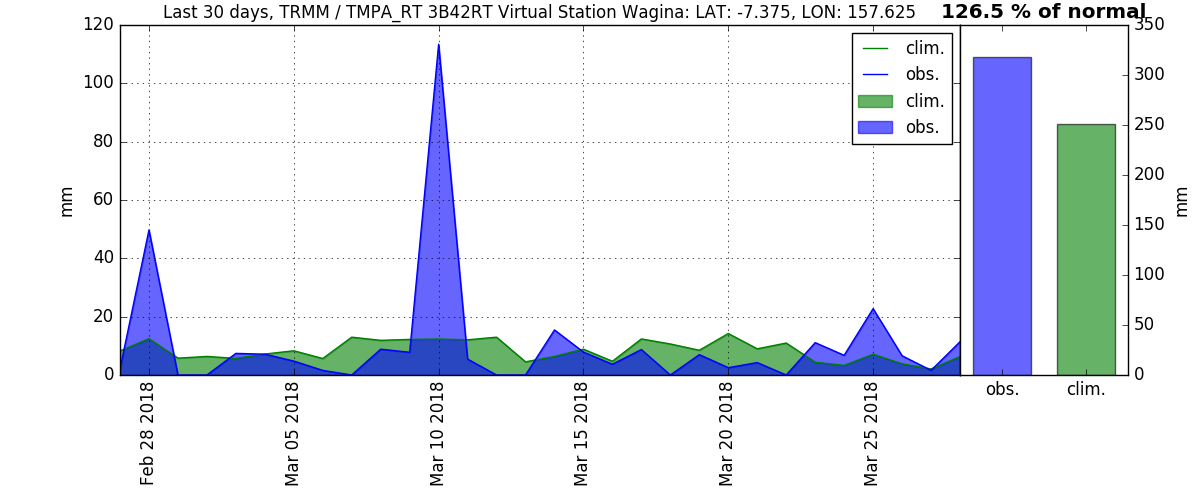 Last 30 days, TRMM / TMPA_RT 3B42RT Virtual Station Wagina: LAT: -7.375, LON: 157.625
126.5 % of normal
120
100
80
60
40
20
0
mm
clim.
obs.
clim.
obs.
350
300
250
200
150
100
50
0
mm
obs.
clim.
Feb 28 2018
Mar 05 2018
Mar 10 2018
Mar 15 2018
Mar 20 2018
Mar 25 2018